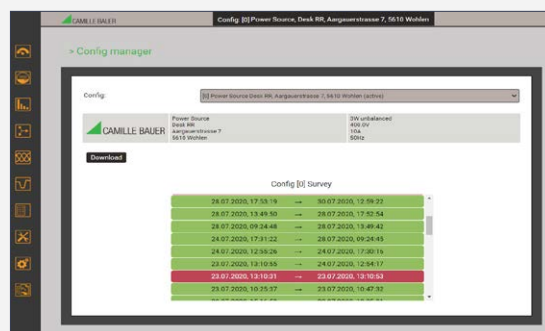 CAMILLE BAUER
Config: [0] Power Source, Desk RR, Aargauerstrasse 7, 5610 Wohlen
> Config manager
Config:
[0] Power Source Desk RR, Aargauerstrasse 7, 5610 Wohlen (active)
CAMILLE BAUER
Power Source
Desk RR
Aargauerstrasse 7
5610 Wohlen
3W unbalanced
400.0V
10A
50Hz
Download
Config [0] Survey
28.07.2020, 17:53:19 → 30.07.2020, 12:59:22
28.07.2020, 13:49:50 → 28.07.2020, 17:52:54
28.07.2020, 09:24:48 → 28.07.2020, 13:49:42
24.07.2020, 17:31:22 → 28.07.2020, 09:24:45
24.07.2020, 12:55:26 → 24.07.2020, 17:30:16
23.07.2020, 13:10:55 → 24.07.2020, 12:54:17
23.07.2020, 13:10:31 → 23.07.2020, 13:10:53
23.07.2020, 10:25:57 → 23.07.2020, 10:47:32